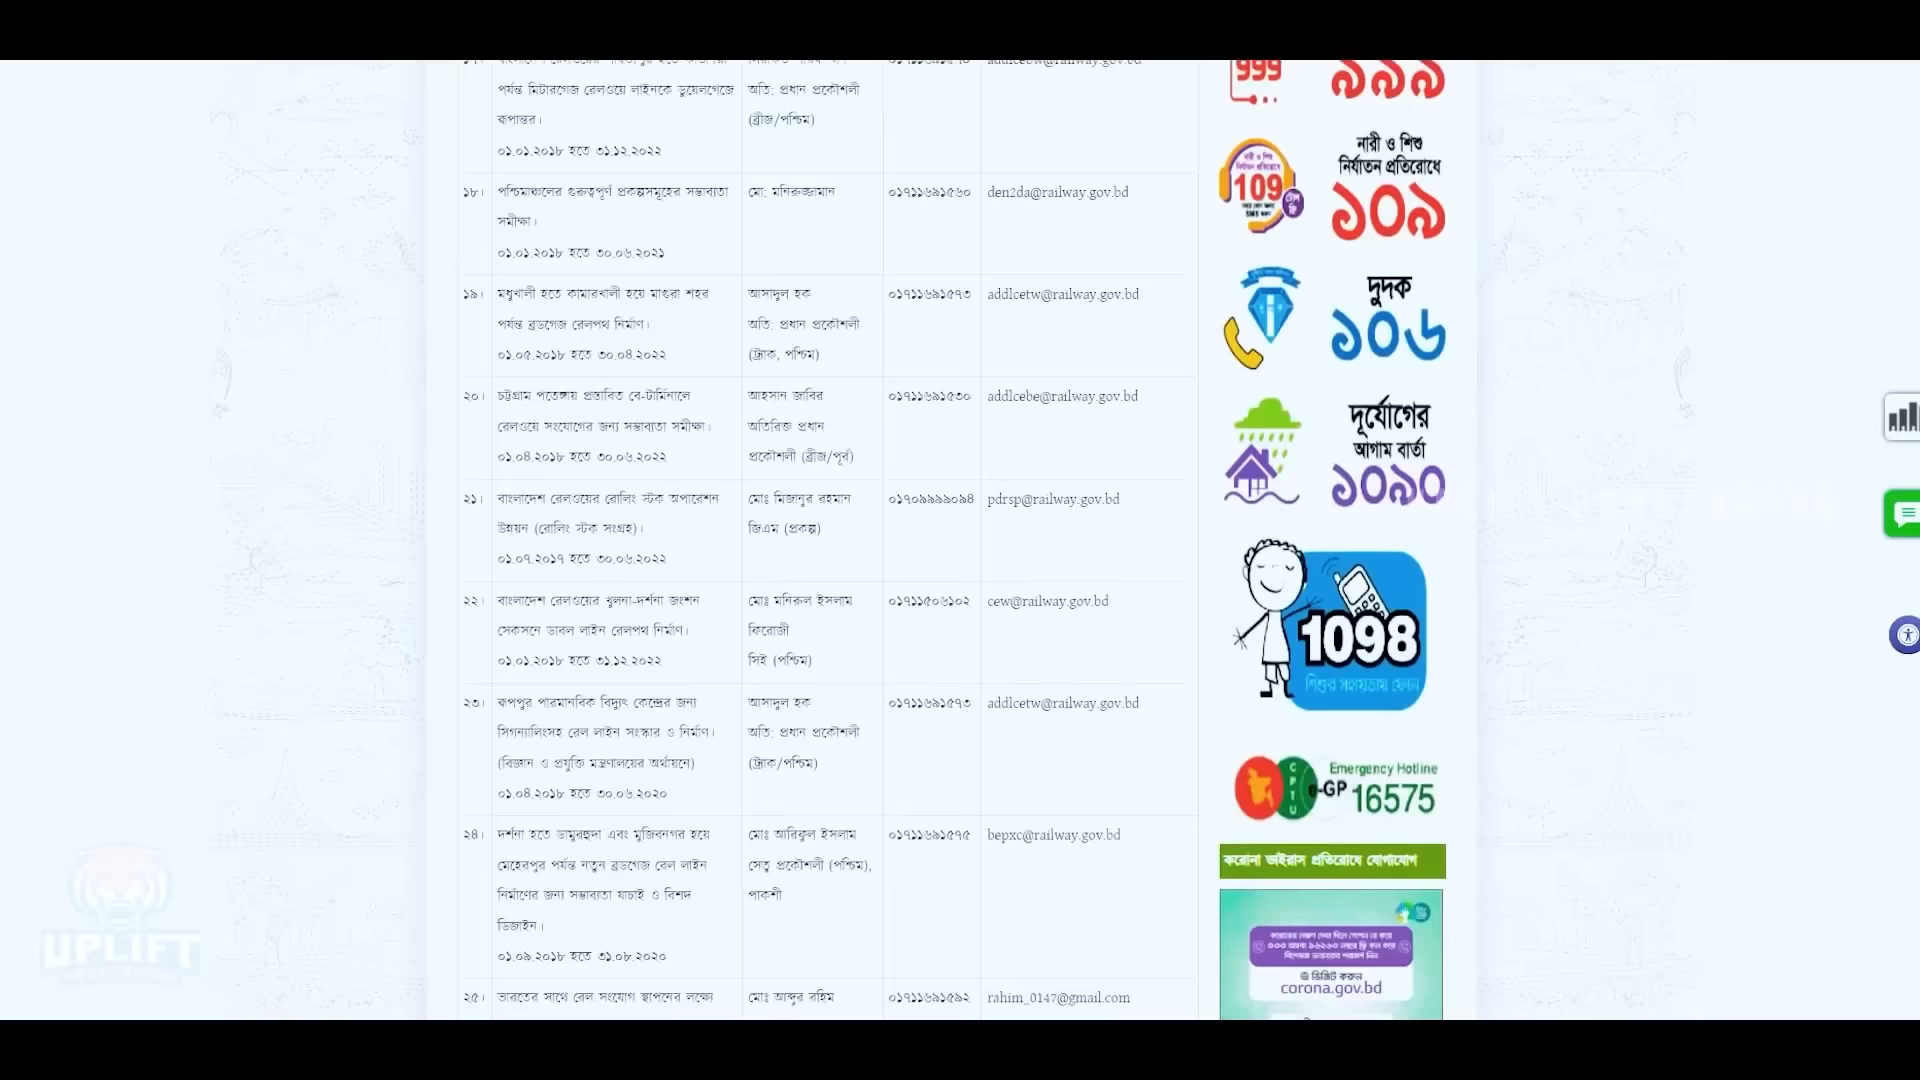 পর্যন্ত মিটারগেজ রেলওয়ে লাইনকে ডুয়েলগেজে
রূপান্তর।
০১.০১.২০১৮ হতে ৩১.১২.২০২২
অতি: প্রধান প্রকৌশলী
(ব্রীজ/পশ্চিম)
১৮।
পশ্চিমাঞ্চলের গুরুত্বপূর্ণ প্রকল্পসমূহের সম্ভাব্যতা
সমীক্ষা।
০১.০১.২০১৮ হতে ৩০.০৬.২০২১
মো: মনিরুজ্জামান
০১৭১১৬৯১৫৬০
den2da@railway.gov.bd
১৯।
মধুখালী হতে কামারখালী হয়ে মাগুরা শহর
পর্যন্ত ব্রডগেজ রেলপথ নির্মাণ।
০১.০৫.২০১৮ হতে ৩০.০৪.২০২২
আসাদুল হক
অতি: প্রধান প্রকৌশলী
(ট্র্যাক, পশ্চিম)
০১৭১১৬৯১৫৭৩
addlcetw@railway.gov.bd
২০।
চট্টগ্রাম পতেঙ্গায় প্রস্তাবিত বে-টার্মিনালে
রেলওয়ে সংযোগের জন্য সম্ভাব্যতা সমীক্ষা।
০১.০৪.২০১৮ হতে ৩০.০৬.২০২২
আহসান জাবির
অতিরিক্ত প্রধান
প্রকৌশলী (ব্রীজ/পূর্ব)
০১৭১১৬৯১৫৩০
addlcebe@railway.gov.bd
২১।
বাংলাদেশ রেলওয়ের রোলিং স্টক অপারেশন
উন্নয়ন (রোলিং স্টক সংগ্রহ)।
০১.০৭.২০১৭ হতে ৩০.০৬.২০২২
মোঃ মিজানুর রহমান
জিএম (প্রকল্প)
০১৭০৯৯৯৯০৯৪
pdrsp@railway.gov.bd
২২।
বাংলাদেশ রেলওয়ের খুলনা-দর্শনা জংশন
সেকসনে ডাবল লাইন রেলপথ নির্মাণ।
০১.০১.২০১৮ হতে ৩১.১২.২০২২
মোঃ মনিরুল ইসলাম
ফিরোজী
সিই (পশ্চিম)
০১৭১১৫০৬১০২
cew@railway.gov.bd
২৩।
রূপপুর পারমানবিক বিদ্যুৎ কেন্দ্রের জন্য
সিগন্যালিংসহ রেল লাইন সংস্কার ও নির্মাণ।
(বিজ্ঞান ও প্রযুক্তি মন্ত্রণালয়ের অর্থায়নে)
০১.০৪.২০১৮ হতে ৩০.০৬.২০২০
আসাদুল হক
অতি: প্রধান প্রকৌশলী
(ট্র্যাক/পশ্চিম)
০১৭১১৬৯১৫৭৩
addlcetw@railway.gov.bd
২৪।
দর্শনা হতে ডামুরহুদা এবং মুজিবনগর হয়ে
মেহেরপুর পর্যন্ত নতুন ব্রডগেজ রেল লাইন
নির্মাণের জন্য সম্ভাব্যতা যাচাই ও বিশদ
ডিজাইন।
০১.০৯.২০১৮ হতে ৩১.০৮.২০২০
মোঃ আরিফুল ইসলাম
সেতু প্রকৌশলী (পশ্চিম),
পাকশী
০১৭১১৬৯১৫৭৫
bepxc@railway.gov.bd
২৫।
ভারতের সাথে রেল সংযোগ স্থাপনের লক্ষ্যে
মোঃ আব্দুর রহিম
০১৭১১৬৯১৫৯২
rahim_0147@gmail.com
999
৯৯৯
109
নারী ও শিশু
নির্যাতন প্রতিরোধে
১০৯
দুদক
১০৬
দূর্যোগের
আগাম বার্তা
১০৯০
1098
শিশুর সহায়তায় ফোন
CPTU
e-GP
Emergency Hotline
16575
করোনা ভাইরাস প্রতিরোধে যোগাযোগ
ভিজিট করুন
corona.gov.bd
UPLIFT